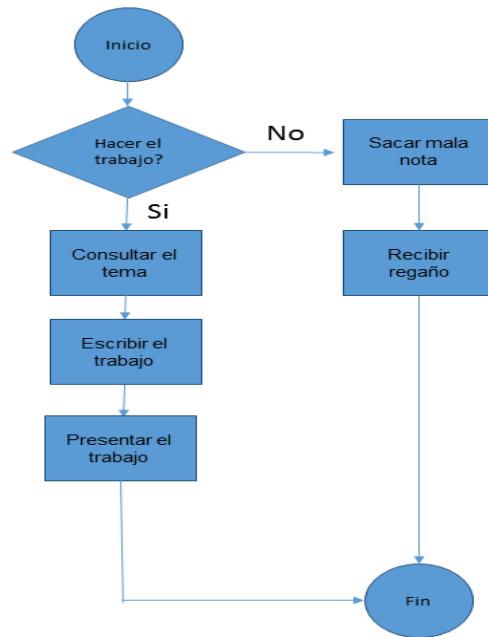 Inicio
Hacer el
trabajo?
No
Sacar mala
nota
Si
Consultar el
tema
Recibir
regaño
Escribir el
trabajo
Presentar el
trabajo
Fin